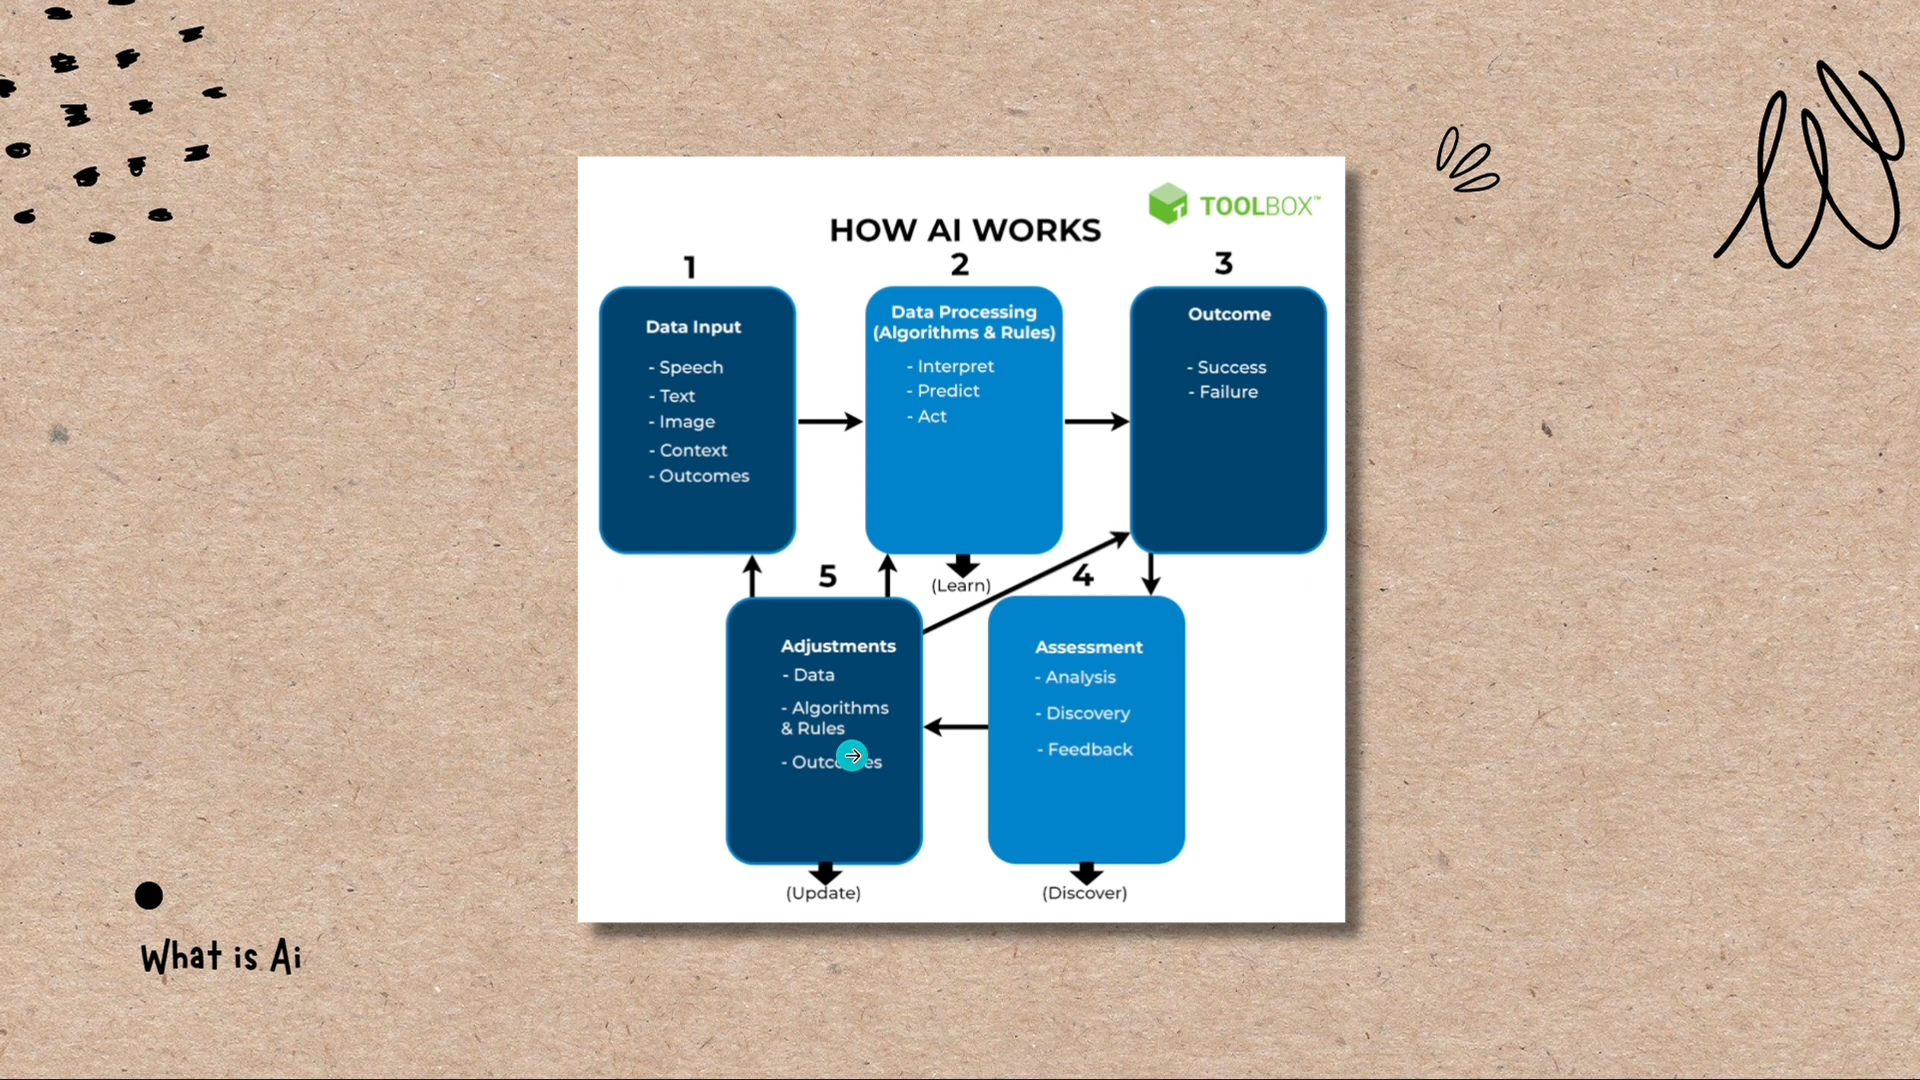 TOOLBOX™
HOW AI WORKS
1
Data Input
- Speech
- Text
- Image
- Context
- Outcomes
2
Data Processing
(Algorithms & Rules)
- Interpret
- Predict
- Act
(Learn)
3
Outcome
- Success
- Failure
4
Assessment
- Analysis
- Discovery
- Feedback
(Discover)
5
Adjustments
- Data
- Algorithms
& Rules
- Outcomes
(Update)
What is Ai